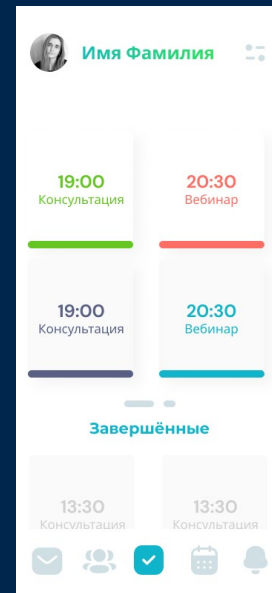 Имя Фамилия
19:00
Консультация
20:30
Вебинар
19:00
Консультация
20:30
Вебинар
Завершённые
13:30
Консультация
13:30
Консультация